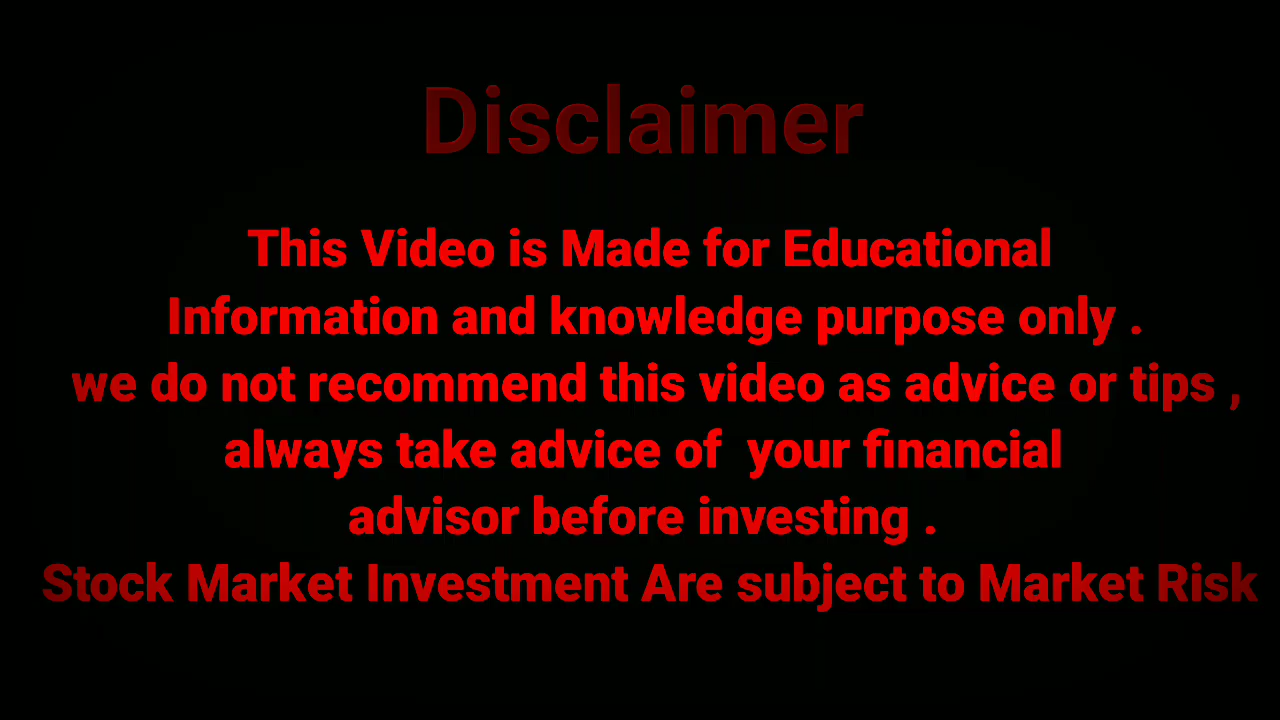 Disclaimer
This Video is Made for Educational
Information and knowledge purpose only .
we do not recommend this video as advice or tips ,
always take advice of  your financial
advisor before investing .
Stock Market Investment Are subject to Market Risk